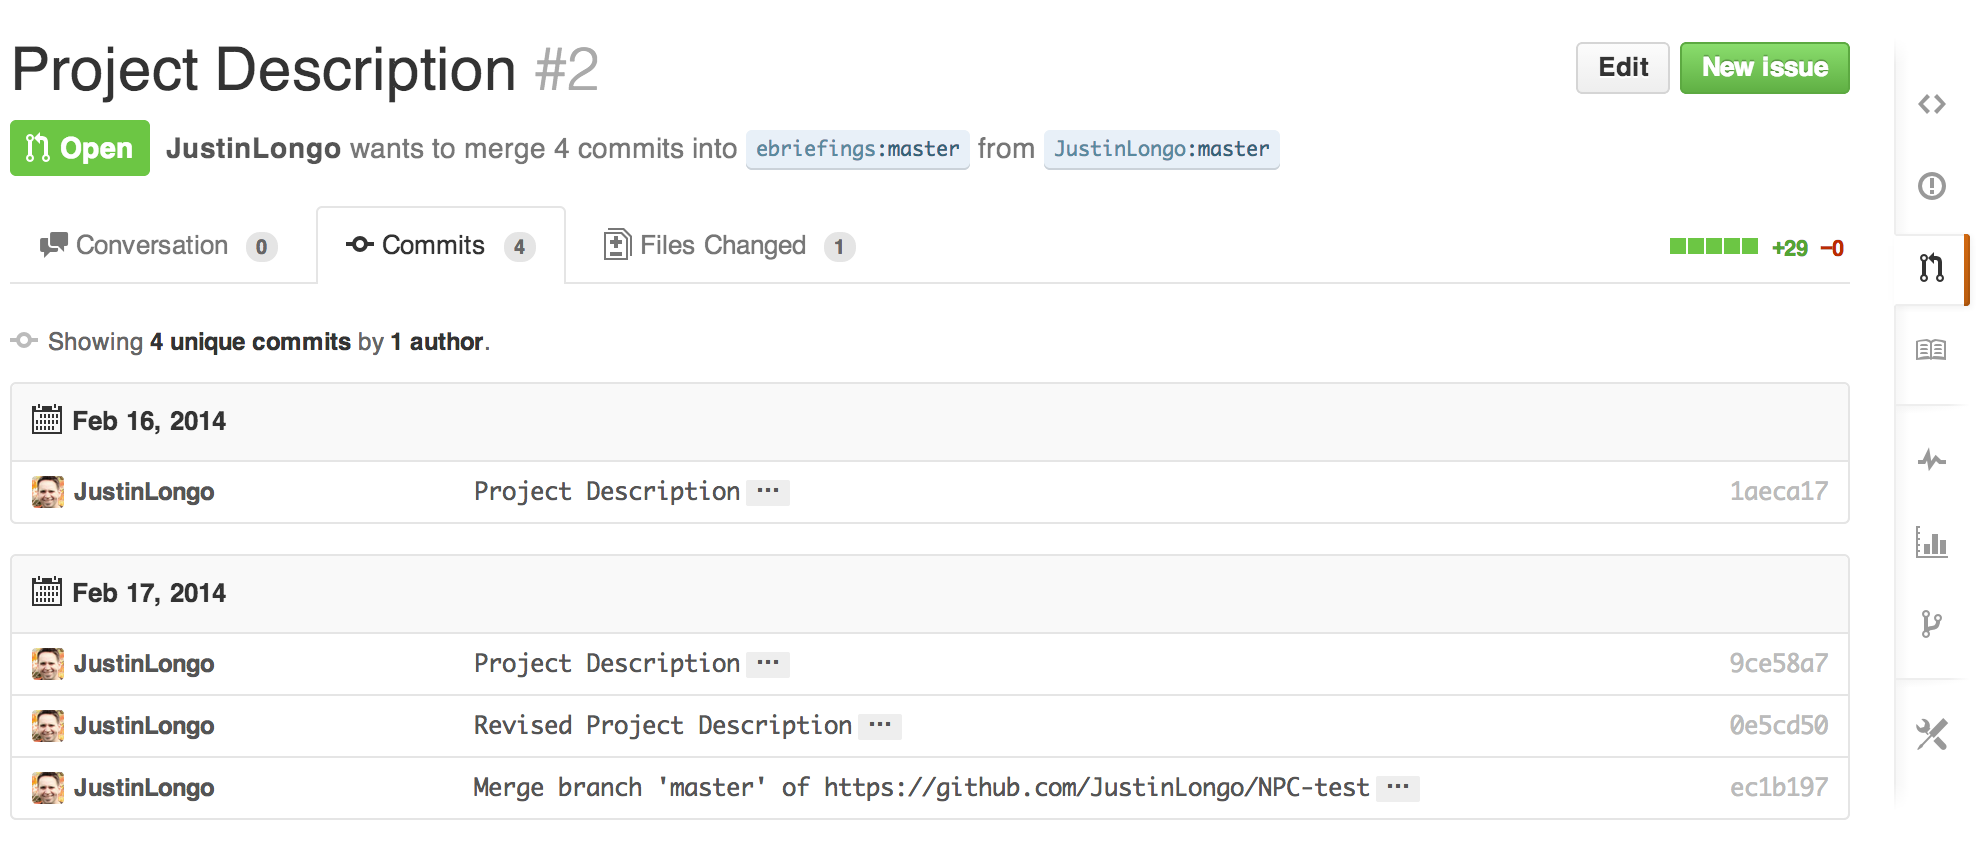 Project Description #2
Edit
New issue
Open
JustinLongo wants to merge 4 commits into ebriefings:master from JustinLongo:master
Conversation 0
Commits 4
Files Changed 1
+29 −0
Showing 4 unique commits by 1 author.
Feb 16, 2014
JustinLongo Project Description ... 1aeca17
Feb 17, 2014
JustinLongo Project Description ... 9ce58a7
JustinLongo Revised Project Description ... 0e5cd50
JustinLongo Merge branch 'master' of https://github.com/JustinLongo/NPC-test ... ec1b197